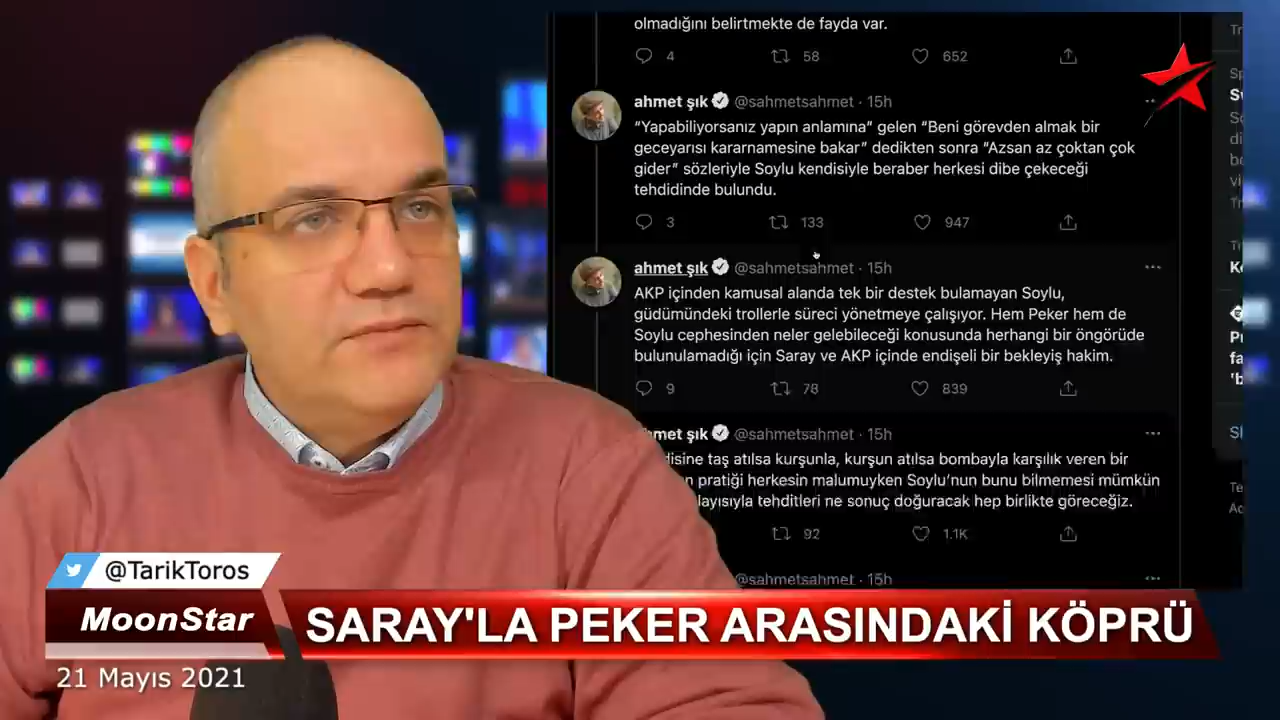 olmadığını belirtmekte de fayda var.
4 58 652
ahmet şık @sahmetsahmet · 15h
“Yapabiliyorsanız yapın anlamına” gelen “Beni görevden almak bir
geceyarısı kararnamesine bakar” dedikten sonra “Azsan az çoktan çok
gider” sözleriyle Soylu kendisiyle beraber herkesi dibe çekeceği
tehdidinde bulundu.
3 133 947
ahmet şık @sahmetsahmet · 15h
AKP içinden kamusal alanda tek bir destek bulamayan Soylu,
güdümündeki trollerle süreci yönetmeye çalışıyor. Hem Peker hem de
Soylu cephesinden neler gelebileceği konusunda herhangi bir öngörüde
bulunulamadığı için Saray ve AKP içinde endişeli bir bekleyiş hakim.
9 78 839
şık @sahmetsahmet · 15h
taş atılsa kurşunla, kurşun atılsa bombayla karşılık veren bir
pratiği herkesin malumuyken Soylu’nun bunu bilmemesi mümkün
tehditleri ne sonuç doğuracak hep birlikte göreceğiz.
92 1.1K
@sahmetsahmet · 15h
@TarikToros
MoonStar
SARAY'LA PEKER ARASINDAKİ KÖPRÜ
21 Mayıs 2021